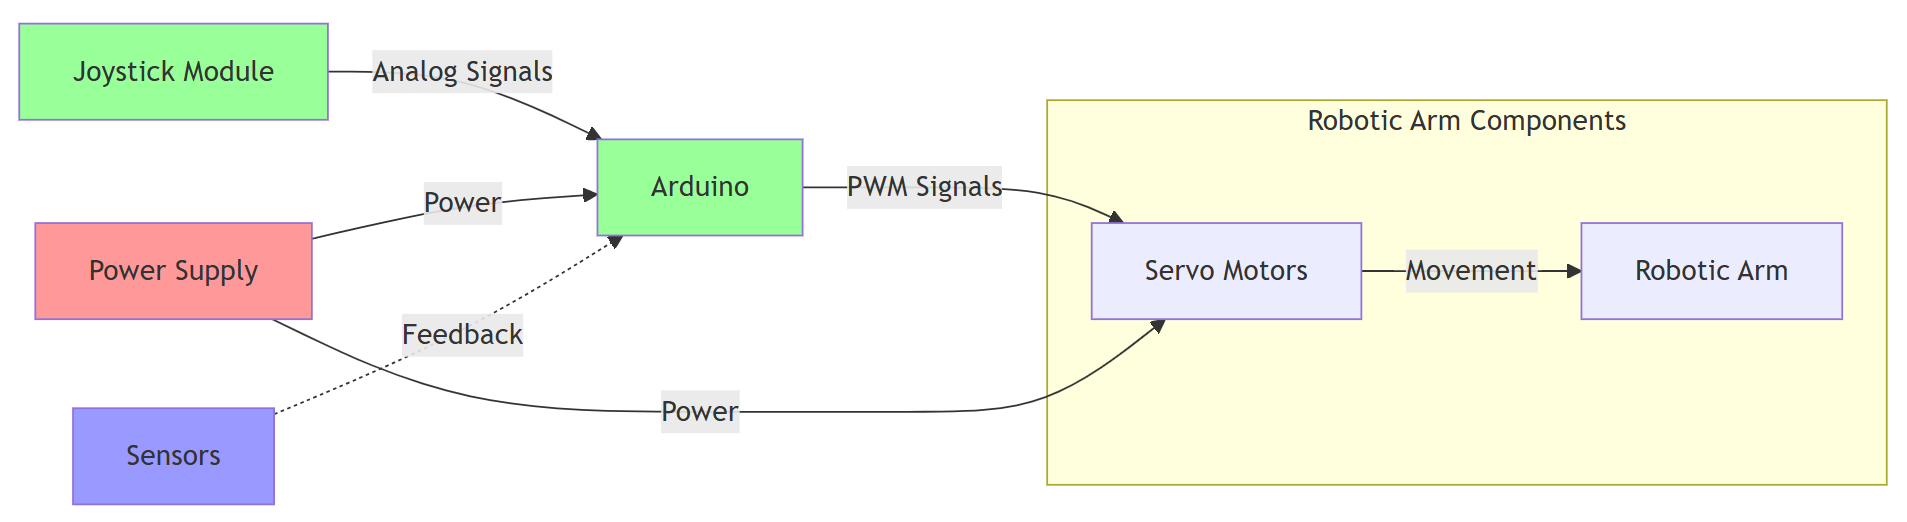 Joystick Module
Analog Signals
Robotic Arm Components
Arduino
PWM Signals
Power
Power Supply
Servo Motors
Movement
Robotic Arm
Feedback
Power
Sensors